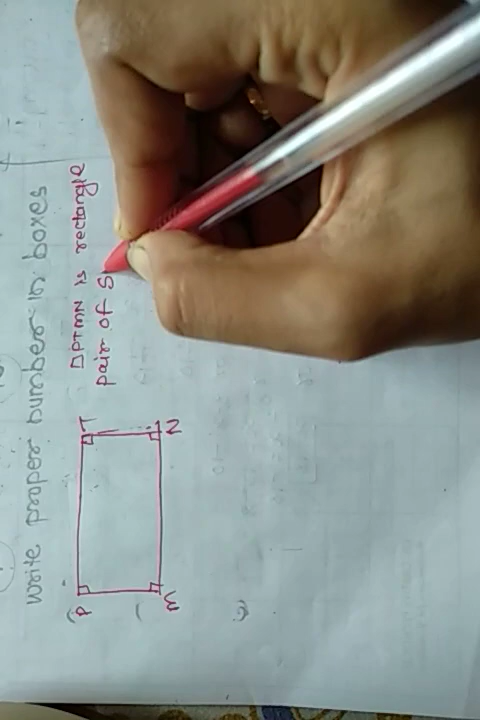 write proper number in boxes
P
T
M
N
□PTMN is rectangle
pair of S